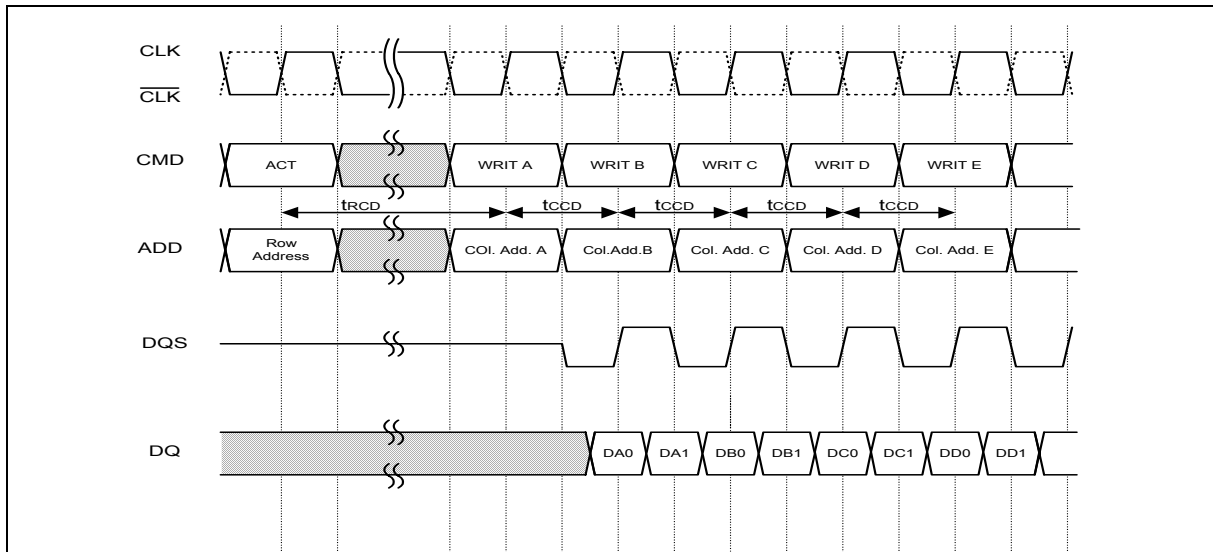 CLK
CLK
CMD
ACT
WRIT A
WRIT B
WRIT C
WRIT D
WRIT E
tRCD
tCCD
tCCD
tCCD
tCCD
ADD
Row
Address
COl. Add. A
Col.Add.B
Col. Add. C
Col. Add. D
Col. Add. E
DQS
DQ
DA0
DA1
DB0
DB1
DC0
DC1
DD0
DD1